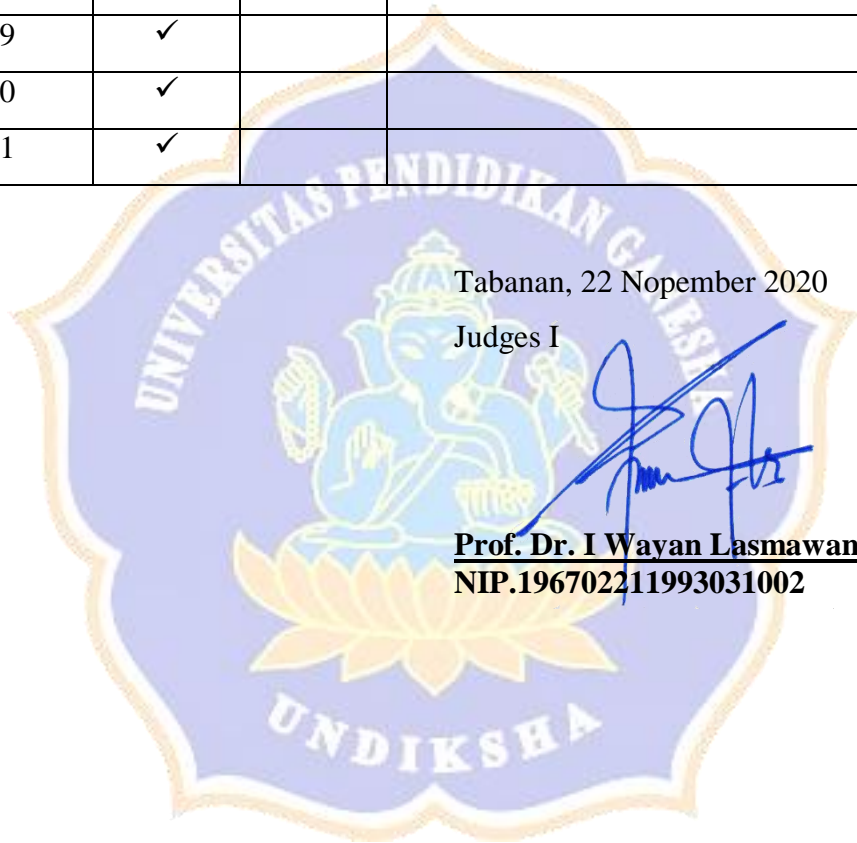 9 ✓
0 ✓
1 ✓
UNIVERSITAS PENDIDIKAN GANESHA
Tabanan, 22 Nopember 2020
Judges I
Prof. Dr. I Wayan Lasmawan
NIP.196702211993031002
UNDIKSHA